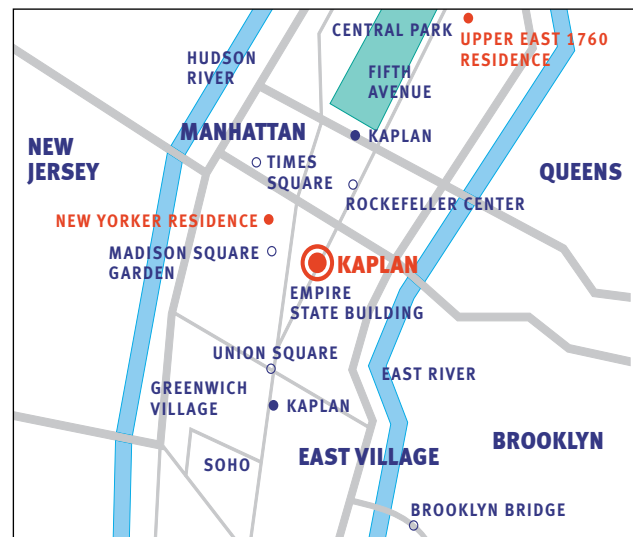 CENTRAL PARK
UPPER EAST 1760
RESIDENCE
HUDSON
RIVER
FIFTH
AVENUE
MANHATTAN
KAPLAN
NEW
JERSEY
TIMES
SQUARE
QUEENS
ROCKEFELLER CENTER
NEW YORKER RESIDENCE
MADISON SQUARE
GARDEN
KAPLAN
EMPIRE
STATE BUILDING
UNION SQUARE
EAST RIVER
GREENWICH
VILLAGE
KAPLAN
BROOKLYN
SOHO
EAST VILLAGE
BROOKLYN BRIDGE